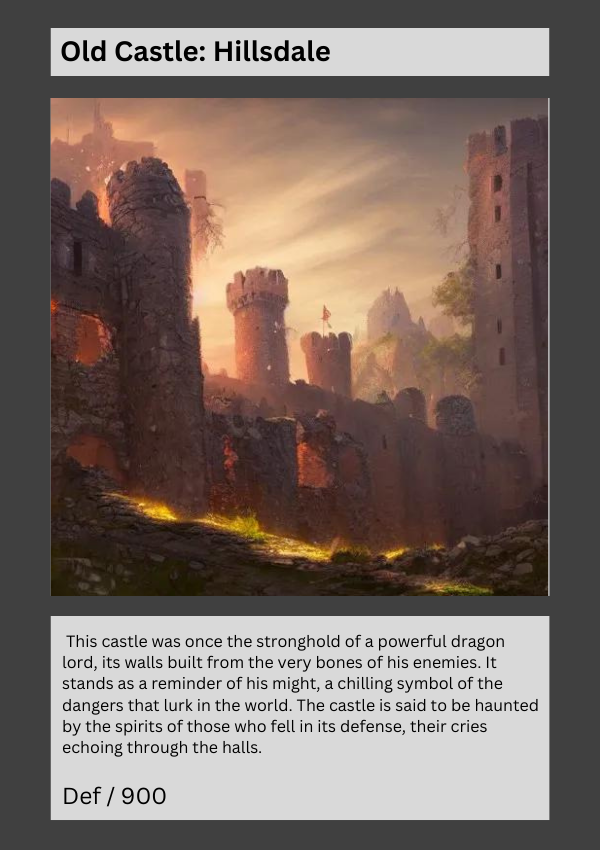 Old Castle: Hillsdale
This castle was once the stronghold of a powerful dragon
lord, its walls built from the very bones of his enemies. It
stands as a reminder of his might, a chilling symbol of the
dangers that lurk in the world. The castle is said to be haunted
by the spirits of those who fell in its defense, their cries
echoing through the halls.
Def / 900